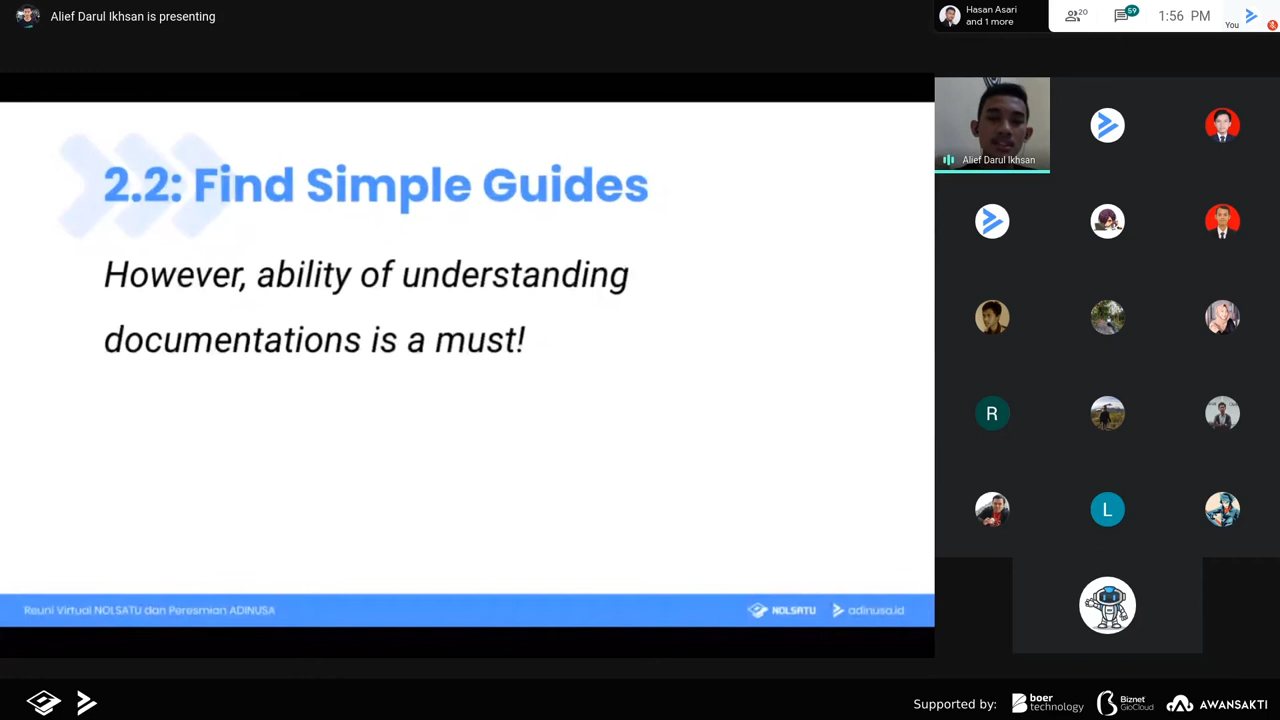 Alief Darul Ikhsan is presenting
Hasan Asari
and 1 more
20
59
1:56 PM
You
2.2: Find Simple Guides
However, ability of understanding
documentations is a must!
Alief Darul Ikhsan
R
L
Reuni Virtual NOLSATU dan Peresmian ADINUSA
NOLSATU
adinusa.id
Supported by:
boer
technology
Biznet
GioCloud
AWANSAKTI